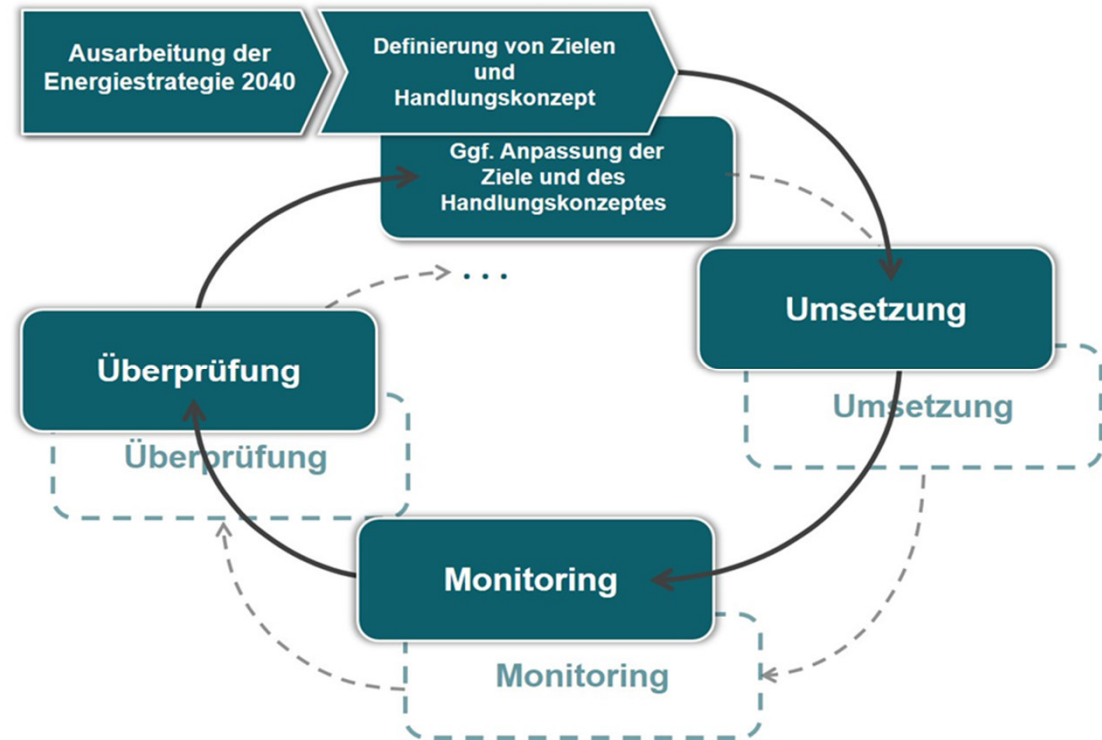 Ausarbeitung der
Energiestrategie 2040
Definierung von Zielen
und
Handlungskonzept
Ggf. Anpassung der
Ziele und des
Handlungskonzeptes
...
Umsetzung
Umsetzung
Überprüfung
Überprüfung
Monitoring
Monitoring